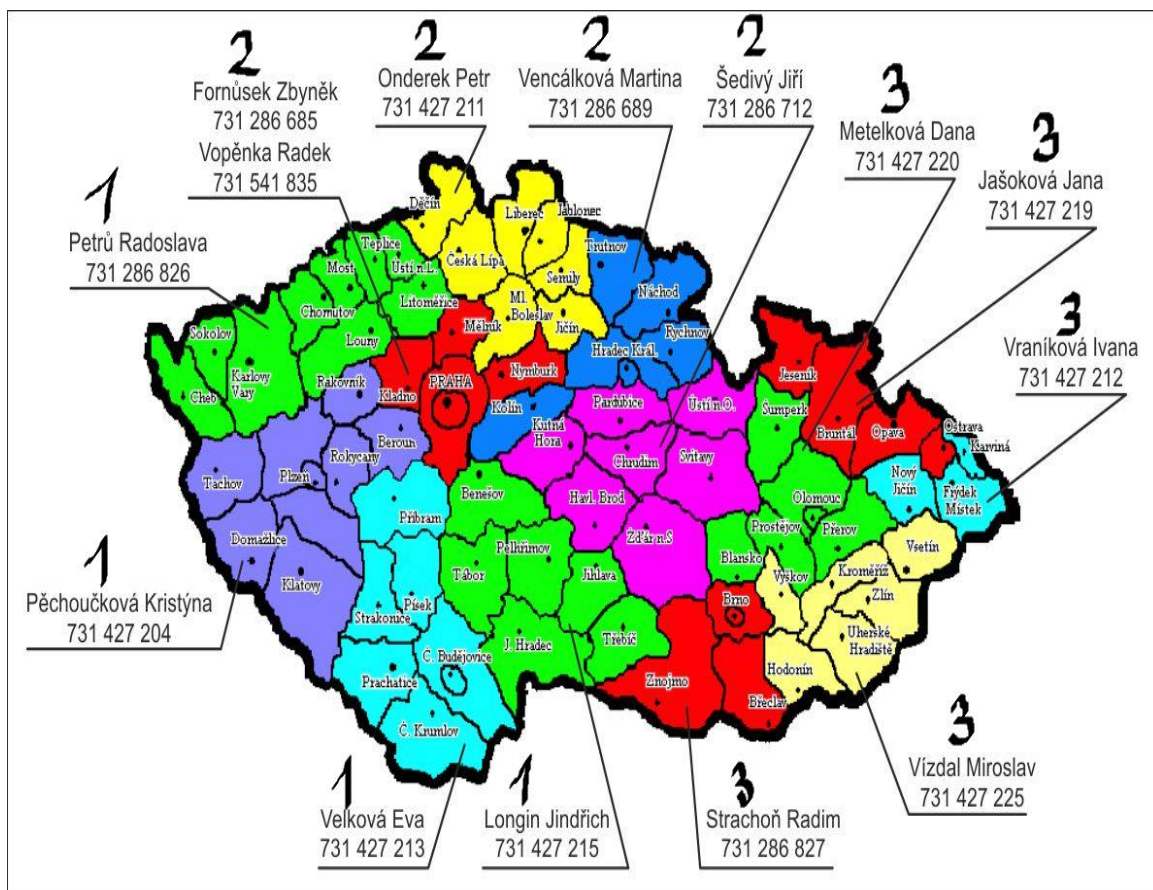 2
Fornůsek Zbyněk
731 286 685
Vopěnka Radek
731 541 835
2
Onderek Petr
731 427 211
2
Vencálková Martina
731 286 689
2
Šedivý Jiří
731 286 712
3
Metelková Dana
731 427 220
3
Jašoková Jana
731 427 219
1
Petrů Radoslava
731 286 826
3
Vraníková Ivana
731 427 212
Děčín
Liberec
Jablonec
Teplice
Ústí n.L.
Česká Lípa
Trutnov
Most
Semily
Náchod
Litoměřice
Ml.
Boleslav
Chomutov
Jičín
Sokolov
Louny
Mělník
Hradec Král.
Rychnov
Karlovy
Vary
Rakovník
Kladno
PRAHA
Nymburk
Jeseník
Cheb
Kolín
Pardubice
Ústí n.O.
Šumperk
Beroun
Kutná
Hora
Bruntál
Opava
Ostrava
Karviná
Rokycany
Chrudim
Svitavy
Tachov
Plzeň
Benešov
Nový
Jičín
Frýdek
Místek
Příbram
Havl. Brod
Olomouc
Domažlice
Pelhřimov
Žďár n.S
Prostějov
Přerov
Vsetín
Klatovy
Tábor
Jihlava
Blansko
Vyškov
Kroměříž
Strakonice
Písek
Brno
Zlín
J. Hradec
Třebíč
Uherské
Hradiště
Č. Budějovice
Prachatice
Znojmo
Hodonín
Břeclav
Č. Krumlov
1
Pěchoučková Kristýna
731 427 204
1
Velková Eva
731 427 213
1
Longin Jindřich
731 427 215
3
Strachoň Radim
731 286 827
3
Vízdal Miroslav
731 427 225